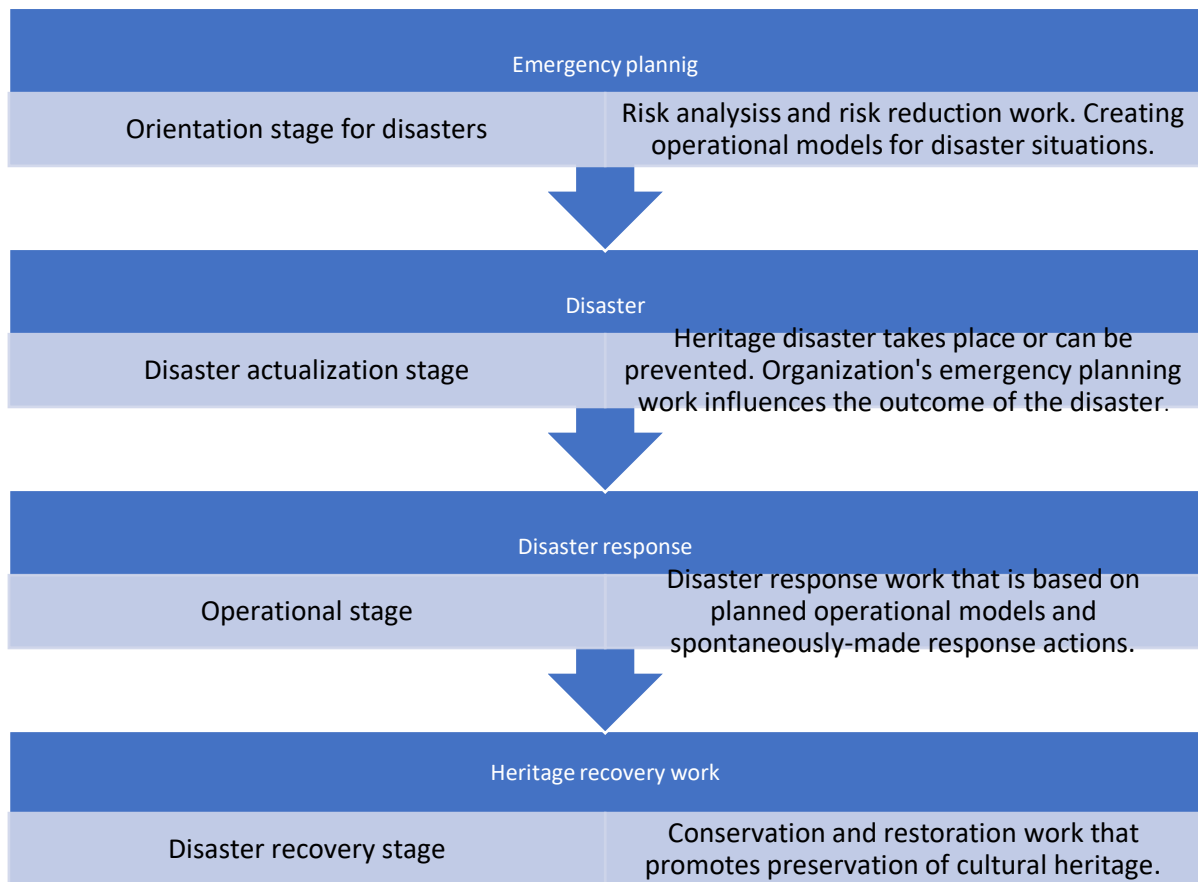 Emergency plannig
Orientation stage for disasters
Risk analysiss and risk reduction work. Creating
operational models for disaster situations.
Disaster
Disaster actualization stage
Heritage disaster takes place or can be
prevented. Organization's emergency planning
work influences the outcome of the disaster.
Disaster response
Operational stage
Disaster response work that is based on
planned operational models and
spontaneously-made response actions.
Heritage recovery work
Disaster recovery stage
Conservation and restoration work that
promotes preservation of cultural heritage.